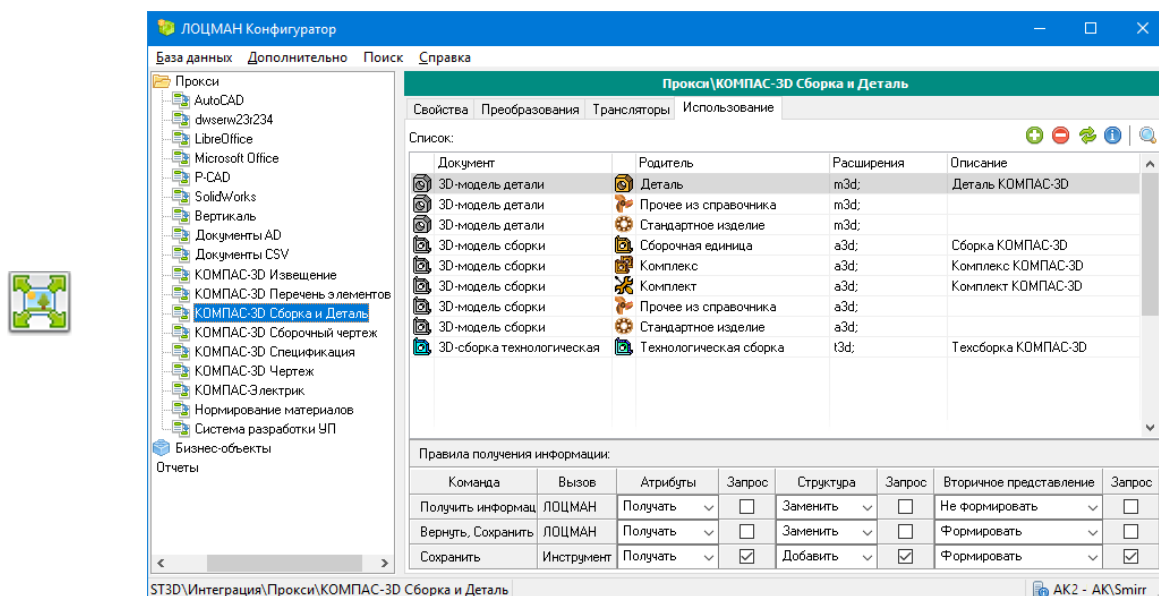 ЛОЦМАН Конфигуратор
База данных Дополнительно Поиск Справка
Прокси
AutoCAD
dwserw23r234
LibreOffice
Microsoft Office
P-CAD
SolidWorks
Вертикаль
Документы AD
Документы CSV
КОМПАС-3D Извещение
КОМПАС-3D Перечень элементов
КОМПАС-3D Сборка и Деталь
КОМПАС-3D Сборочный чертеж
КОМПАС-3D Спецификация
КОМПАС-3D Чертеж
КОМПАС-Электрик
Нормирование материалов
Система разработки УП
Бизнес-объекты
Отчеты
Прокси\КОМПАС-3D Сборка и Деталь
Свойства Преобразования Трансляторы Использование
Список:
Документ Родитель Расширения Описание
3D-модель детали Деталь m3d; Деталь КОМПАС-3D
3D-модель детали Прочее из справочника m3d;
3D-модель детали Стандартное изделие m3d;
3D-модель сборки Сборочная единица a3d; Сборка КОМПАС-3D
3D-модель сборки Комплекс a3d; Комплекс КОМПАС-3D
3D-модель сборки Комплект a3d; Комплект КОМПАС-3D
3D-модель сборки Прочее из справочника a3d;
3D-модель сборки Стандартное изделие a3d;
3D-сборка технологическая Технологическая сборка t3d; Техсборка КОМПАС-3D
Правила получения информации:
Команда Вызов Атрибуты Запрос Структура Запрос Вторичное представление Запрос
Получить информац ЛОЦМАН Получать Заменить Не формировать
Вернуть, Сохранить ЛОЦМАН Получать Заменить Формировать
Сохранить Инструмент Получать Добавить Формировать
ST3D\Интеграция\Прокси\КОМПАС-3D Сборка и Деталь AK2 - AK\Smirr